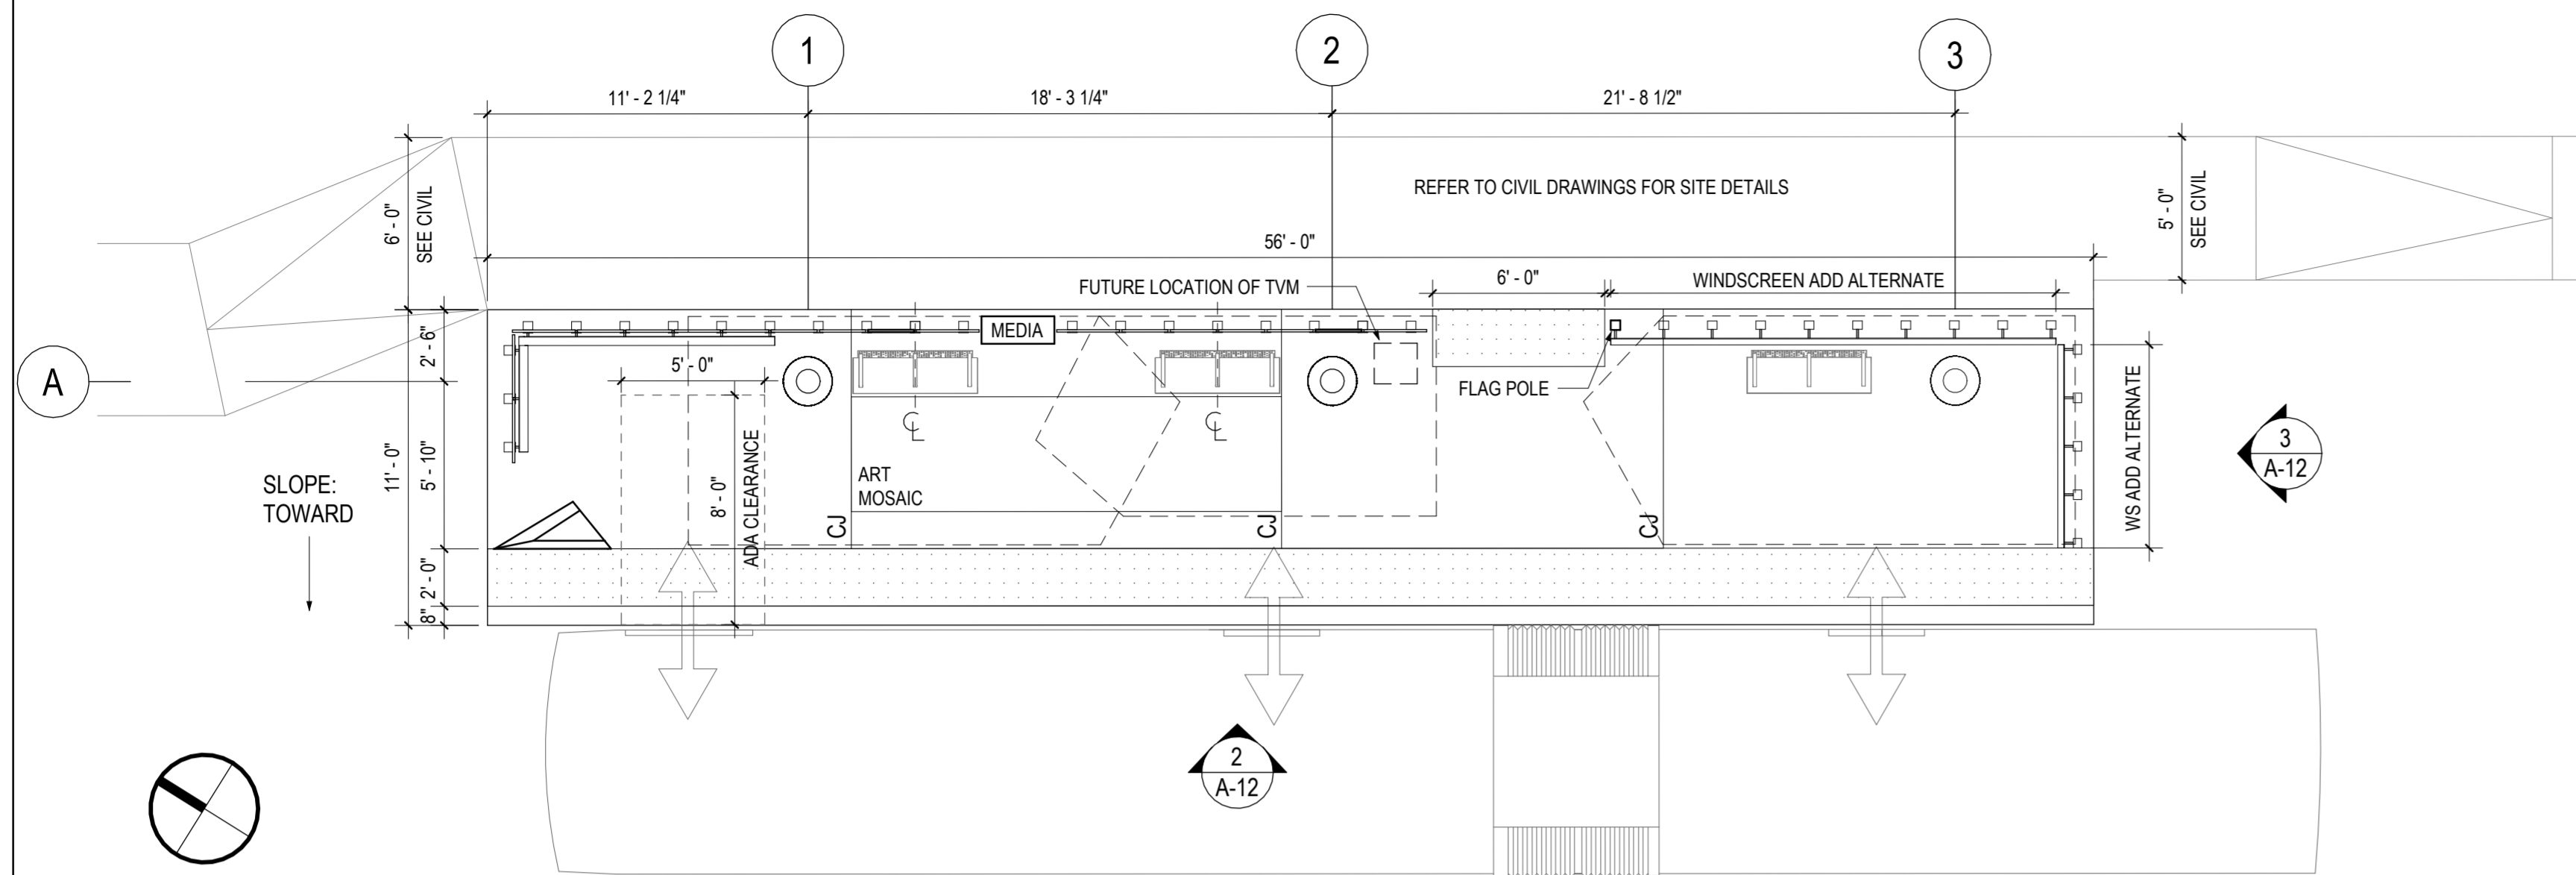 1
2
3
11' - 2 1/4"
18' - 3 1/4"
21' - 8 1/2"
REFER TO CIVIL DRAWINGS FOR SITE DETAILS
6' - 0"
SEE CIVIL
5' - 0"
SEE CIVIL
56' - 0"
FUTURE LOCATION OF TVM
6' - 0"
WINDSCREEN ADD ALTERNATE
MEDIA
A
2' - 6"
5' - 0"
FLAG POLE
CL
CL
11' - 0"
5' - 10"
8' - 0"
ADA CLEARANCE
ART
MOSAIC
WS ADD ALTERNATE
3
A-12
SLOPE:
TOWARD
CJ
CJ
CJ
2' - 0"
8"
2
A-12